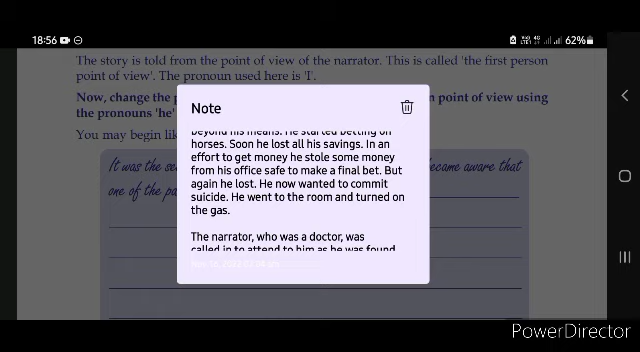 18:56
62%
The story is told from the point of view of the narrator. This is called 'the first person
point of view'. The pronoun used here is 'I'.
Now, change the p n point of view using
the pronouns 'he'
You may begin lik
It was the se ecame aware that
one of the pa
Note
beyond his means. He started betting on
horses. Soon he lost all his savings. In an
effort to get money he stole some money
from his office safe to make a final bet. But
again he lost. He now wanted to commit
suicide. He went to the room and turned on
the gas.
The narrator, who was a doctor, was
called in to attend to him as he was found
PowerDirector